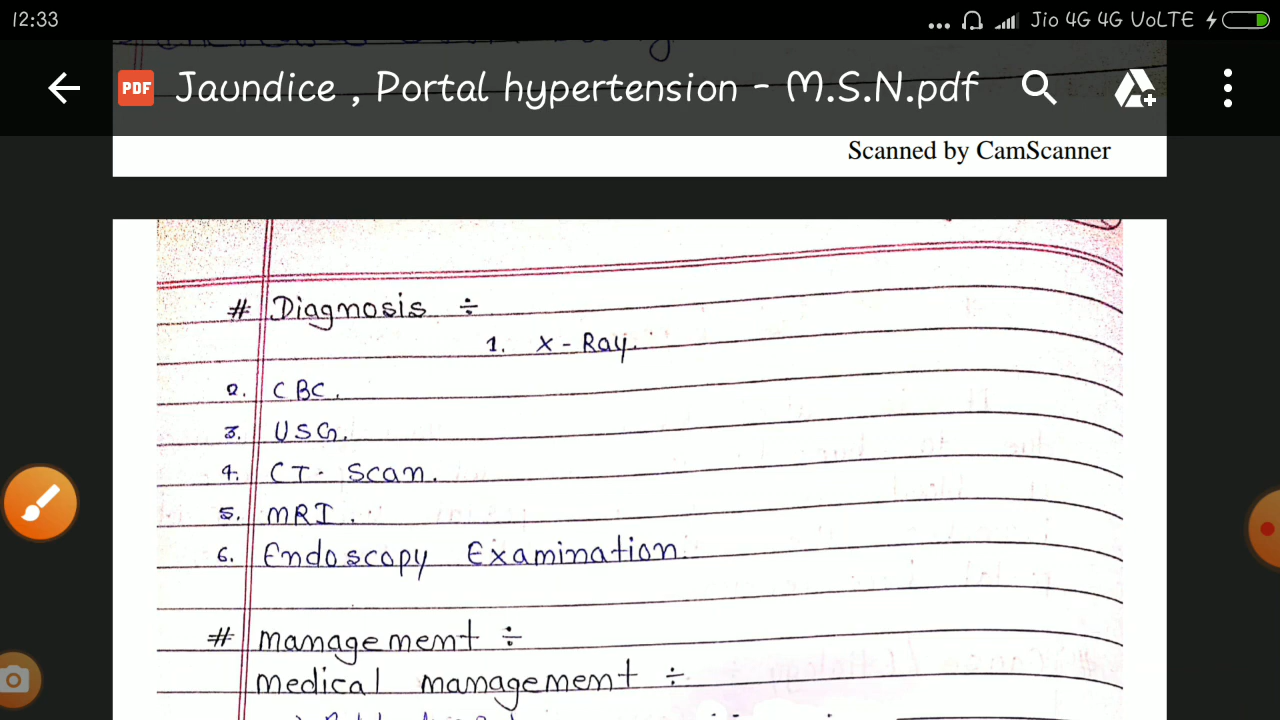 12:33
... Jio 4G 4G VoLTE
PDF Jaundice , Portal hypertension - M.S.N.pdf
Scanned by CamScanner
# Diagnosis ÷
1. X - Ray.
2. CBC.
3. USG.
4. CT. Scan.
5. MRI.
6. Endoscopy Examination.
# management ÷
medical management ÷